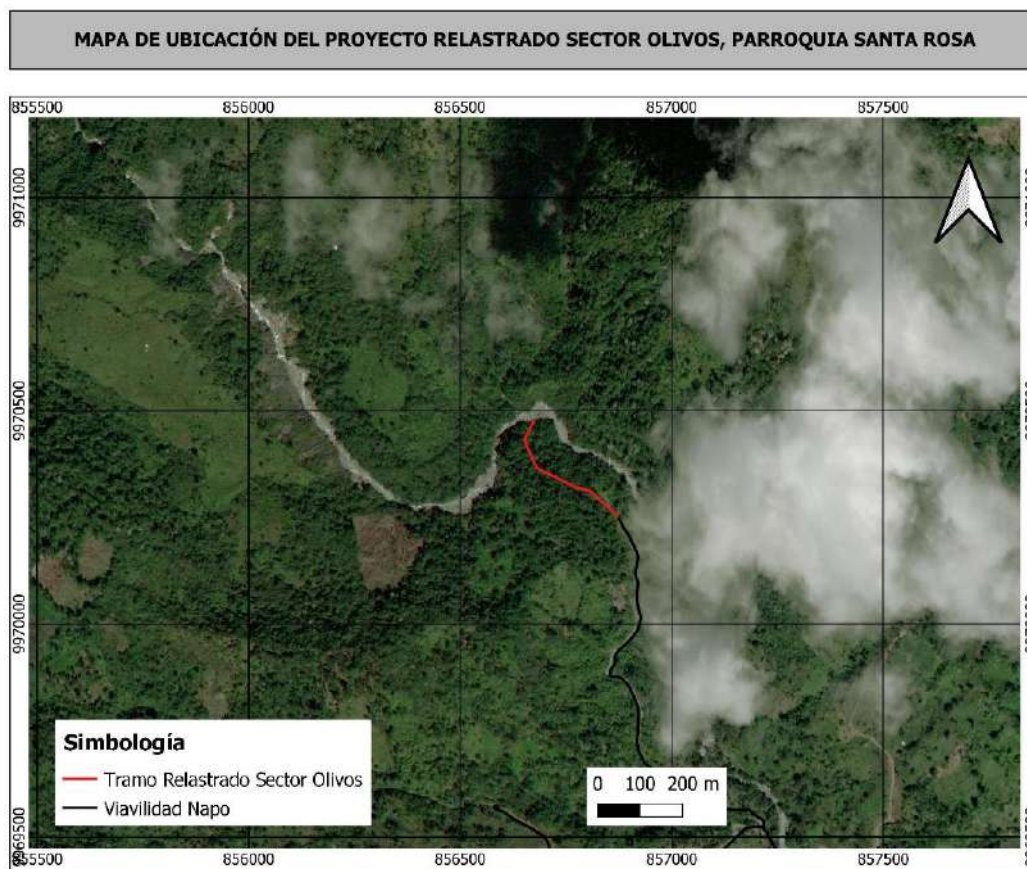 MAPA DE UBICACIÓN DEL PROYECTO RELASTRADO SECTOR OLIVOS, PARROQUIA SANTA ROSA
855500 856000 856500 857000 857500
9971000
9970500
9970000
9969500
Simbología
Tramo Relastrado Sector Olivos
Viavilidad Napo
0 100 200 m
855500 856000 856500 857000 857500